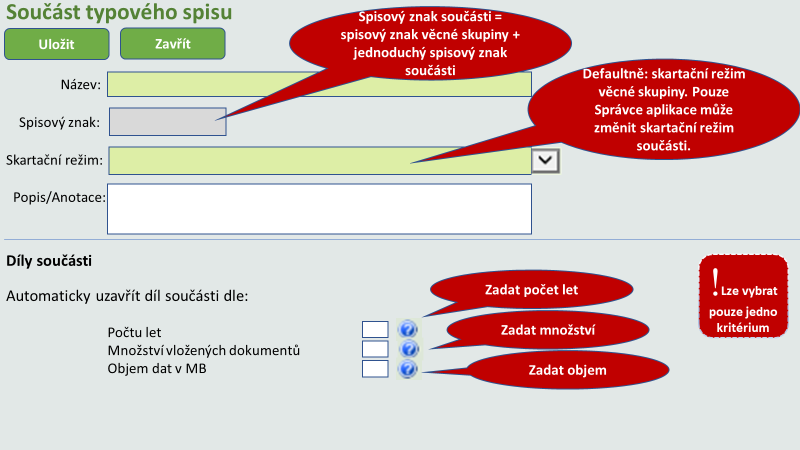 Součást typového spisu
Uložit
Zavřít
Spisový znak součásti =
spisový znak věcné skupiny +
jednoduchý spisový znak
součásti
Název:
Defaultně: skartační režim
věcné skupiny. Pouze
Správce aplikace může
změnit skartační režim
součásti.
Spisový znak:
Skartační režim:
Popis/Anotace:
Díly součásti
Automaticky uzavřít díl součásti dle:
Zadat počet let
! Lze vybrat
pouze jedno
kritérium
Počtu let
Zadat množství
Množství vložených dokumentů
Objem dat v MB
Zadat objem